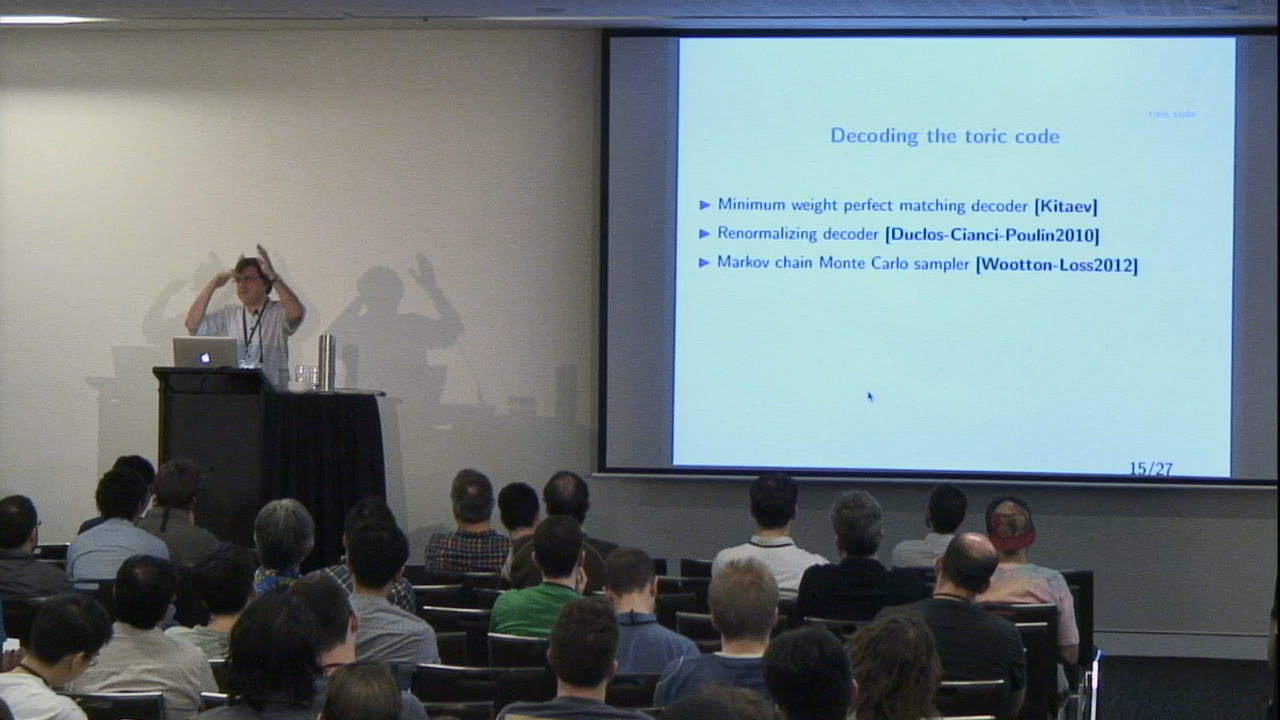 Toric code
Decoding the toric code
▶ Minimum weight perfect matching decoder [Kitaev]
▶ Renormalizing decoder [Duclos-Cianci-Poulin2010]
▶ Markov chain Monte Carlo sampler [Wootton-Loss2012]
15/27